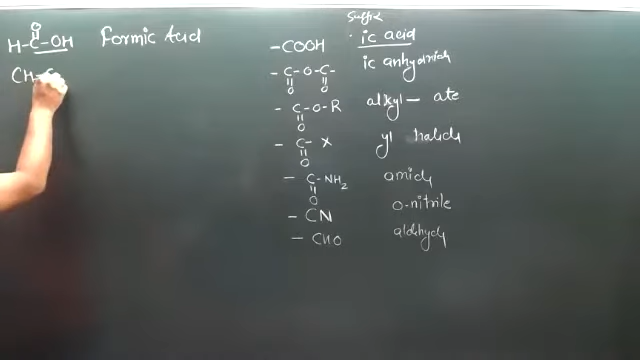 O
||
H-C-OH Formic Acid
CH-C
Suffix
-COOH ic acid
-C-O-C- ic anhydride
|| ||
O O
-C-O-R alkyl — ate
||
O
-C-X yl halide
||
O
-C-NH2 amide
||
O
-CN o-nitrile
-CHO aldehyde